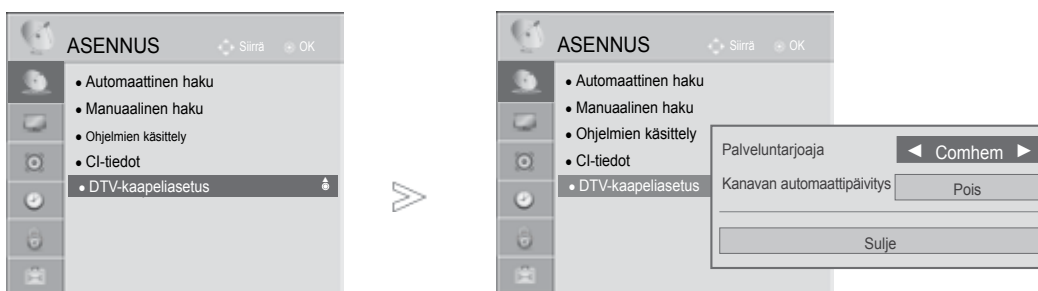 ASENNUS
Siirrä OK
• Automaattinen haku
• Manuaalinen haku
• Ohjelmien käsittely
• CI-tiedot
• DTV-kaapeliasetus
ASENNUS
Siirrä OK
• Automaattinen haku
• Manuaalinen haku
• Ohjelmien käsittely
• CI-tiedot
• DTV-kaapeliasetus
Palveluntarjoaja ◄ Comhem ►
Kanavan automaattipäivitys Pois
Sulje